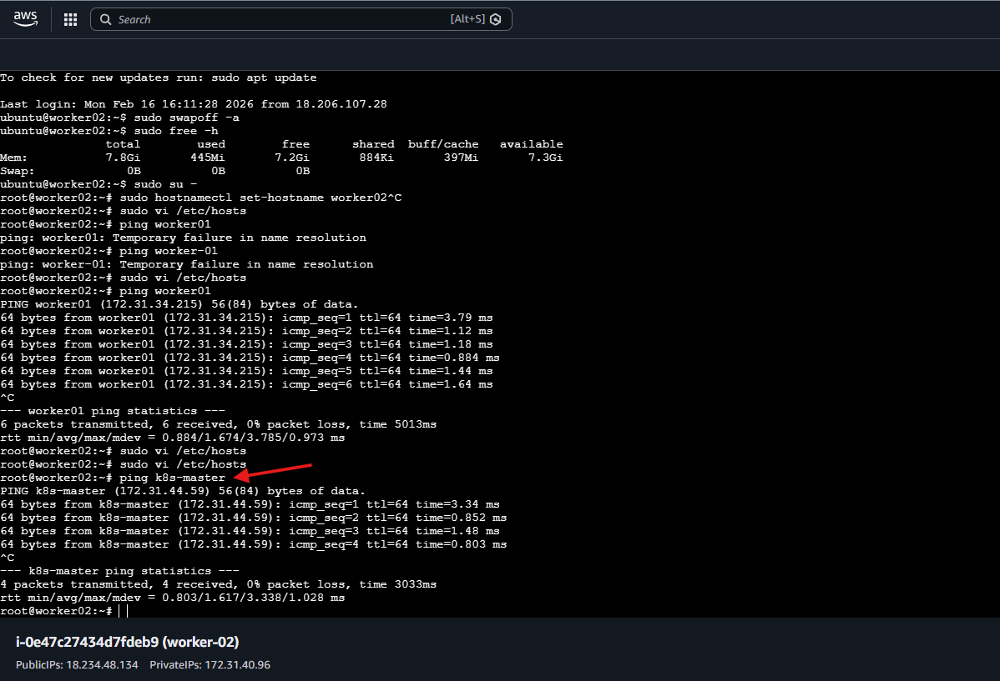 aws
Search [Alt+S]
To check for new updates run: sudo apt update
Last login: Mon Feb 16 16:11:28 2026 from 18.206.107.28
ubuntu@worker02:~$ sudo swapoff -a
ubuntu@worker02:~$ sudo free -h
total used free shared buff/cache available
Mem: 7.8Gi 445Mi 7.2Gi 884Ki 397Mi 7.3Gi
Swap: 0B 0B 0B
ubuntu@worker02:~$ sudo su -
root@worker02:~# sudo hostnamectl set-hostname worker02^C
root@worker02:~# sudo vi /etc/hosts
root@worker02:~# ping worker01
ping: worker01: Temporary failure in name resolution
root@worker02:~# ping worker-01
ping: worker-01: Temporary failure in name resolution
root@worker02:~# sudo vi /etc/hosts
root@worker02:~# ping worker01
PING worker01 (172.31.34.215) 56(84) bytes of data.
64 bytes from worker01 (172.31.34.215): icmp_seq=1 ttl=64 time=3.79 ms
64 bytes from worker01 (172.31.34.215): icmp_seq=2 ttl=64 time=1.12 ms
64 bytes from worker01 (172.31.34.215): icmp_seq=3 ttl=64 time=1.18 ms
64 bytes from worker01 (172.31.34.215): icmp_seq=4 ttl=64 time=0.884 ms
64 bytes from worker01 (172.31.34.215): icmp_seq=5 ttl=64 time=1.44 ms
64 bytes from worker01 (172.31.34.215): icmp_seq=6 ttl=64 time=1.64 ms
^C
--- worker01 ping statistics ---
6 packets transmitted, 6 received, 0% packet loss, time 5013ms
rtt min/avg/max/mdev = 0.884/1.674/3.785/0.973 ms
root@worker02:~# sudo vi /etc/hosts
root@worker02:~# sudo vi /etc/hosts
root@worker02:~# ping k8s-master
PING k8s-master (172.31.44.59) 56(84) bytes of data.
64 bytes from k8s-master (172.31.44.59): icmp_seq=1 ttl=64 time=3.34 ms
64 bytes from k8s-master (172.31.44.59): icmp_seq=2 ttl=64 time=0.852 ms
64 bytes from k8s-master (172.31.44.59): icmp_seq=3 ttl=64 time=1.48 ms
64 bytes from k8s-master (172.31.44.59): icmp_seq=4 ttl=64 time=0.803 ms
^C
--- k8s-master ping statistics ---
4 packets transmitted, 4 received, 0% packet loss, time 3033ms
rtt min/avg/max/mdev = 0.803/1.617/3.338/1.028 ms
root@worker02:~#
i-0e47c27434d7fdeb9 (worker-02)
PublicIPs: 18.234.48.134 PrivateIPs: 172.31.40.96